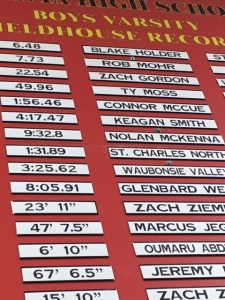 HIGH SCHOO
BOYS VARSITY
ELDHOUSE RECOR
6.48 BLAKE HOLDER
7.73 ROB MOHR
22.54 ZACH GORDON
49.96 TY MOSS
1:56.46 CONNOR MCCUE
4:17.47 KEAGAN SMITH
9:32.8 NOLAN MCKENNA
1:31.89 ST. CHARLES NORTH
3:25.62 WAUBONSIE VALLEY
8:05.91 GLENBARD WE
23' 11" ZACH ZIEM
47' 7.5" MARCUS JE
6' 10" OUMARU ABD
67' 6.5" JEREMY
15' 10" ZACH